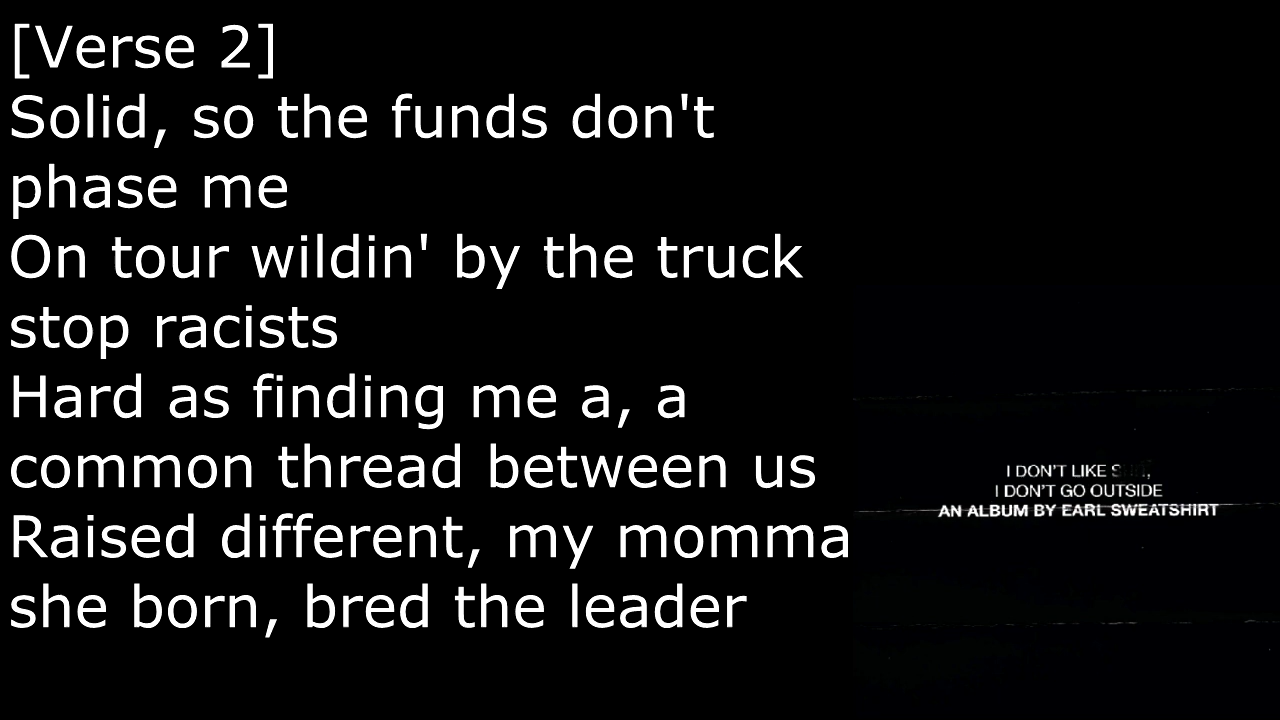 [Verse 2]
Solid, so the funds don't
phase me
On tour wildin' by the truck
stop racists
Hard as finding me a, a
common thread between us
Raised different, my momma
she born, bred the leader
I DON'T LIKE
I DON'T GO OUTSIDE
AN ALBUM BY EARL SWEATSHIRT